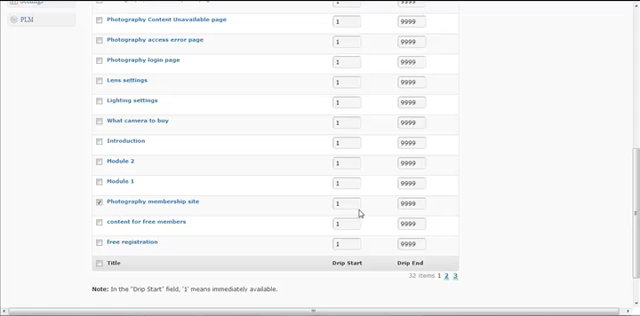 Settings
PLM
Photography Content Unavailable page 1 9999
Photography access error page 1 9999
Photography login page 1 9999
Lens settings 1 9999
Lighting settings 1 9999
What camera to buy 1 9999
Introduction 1 9999
Module 2 1 9999
Module 1 1 9999
Photography membership site 1 9999
content for free members 1 9999
free registration 1 9999
Title Drip Start Drip End
32 items 1 2 3
Note: In the "Drip Start" field, '1' means immediately available.